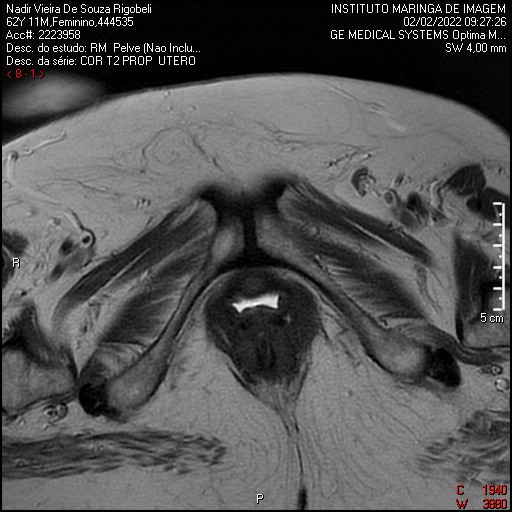 Nadir Vieira De Souza Rigobeli
62Y 11M,Feminino,444535
Acc#: 2223958
Desc. do estudo: RM Pelve (Nao Inclu...
Desc. da série: COR T2 PROP UTERO
< 8 - 1 >
INSTITUTO MARINGA DE IMAGEM
02/02/2022 09:27:26
GE MEDICAL SYSTEMS Optima M...
SW 4,00 mm
R
5 cm
P
C 1940
W 3880